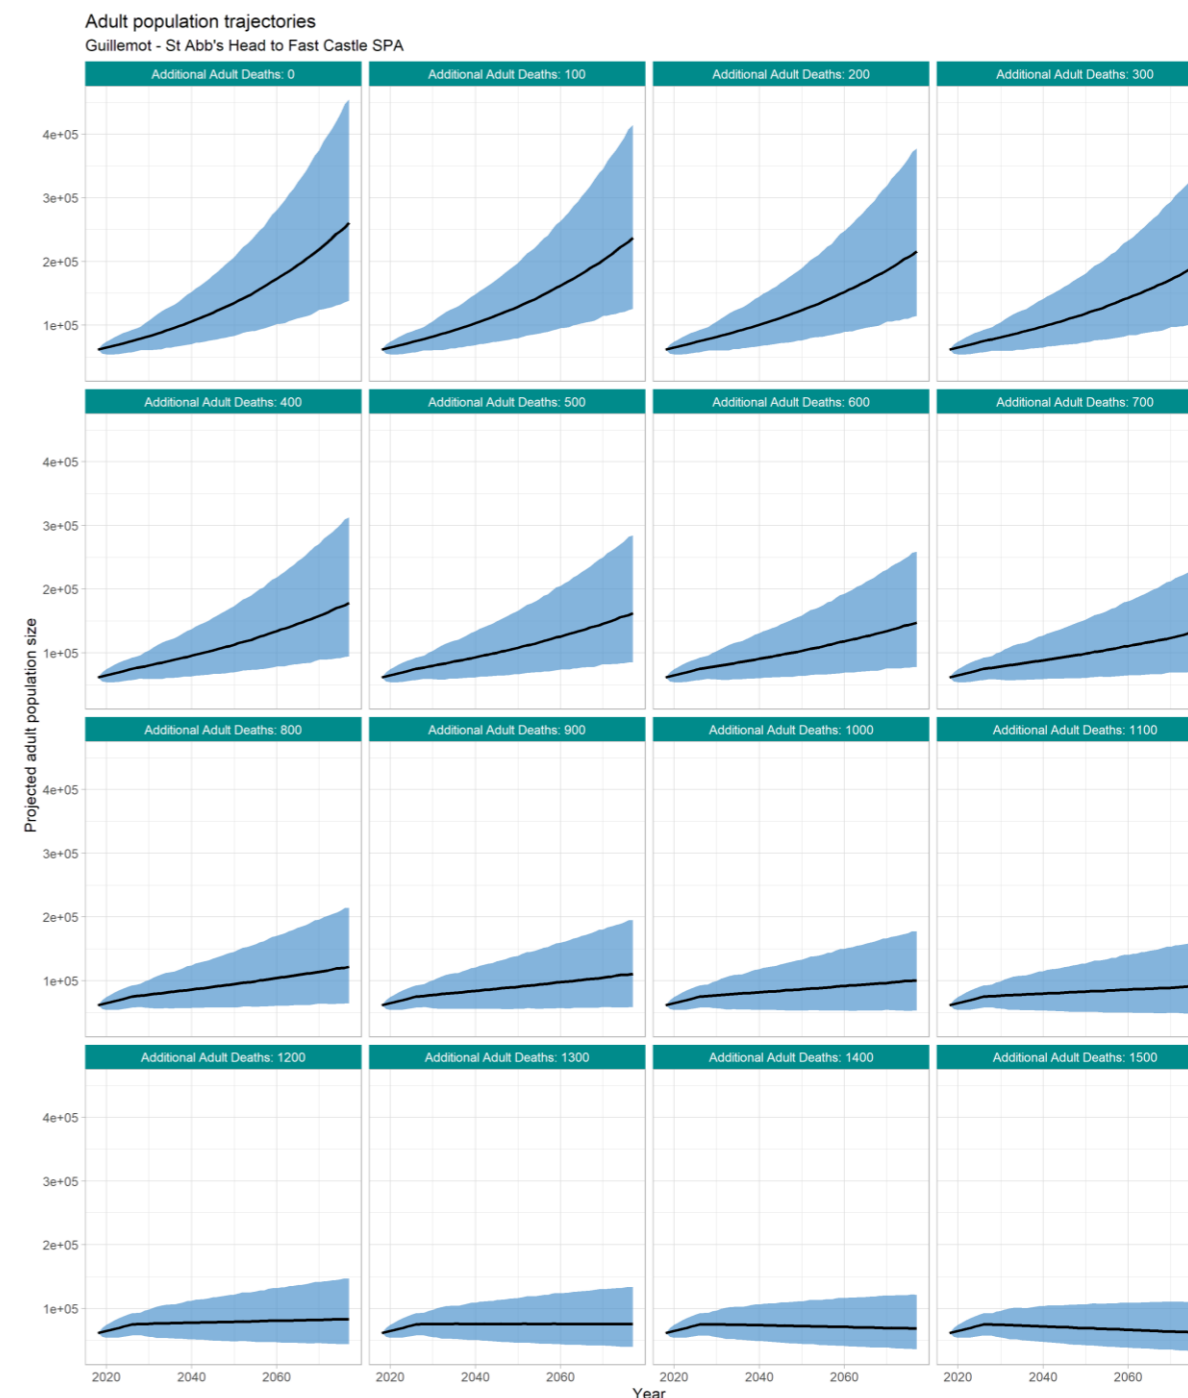 Adult population trajectories
Guillemot - St Abb's Head to Fast Castle SPA
Additional Adult Deaths: 0
Additional Adult Deaths: 100
Additional Adult Deaths: 200
Additional Adult Deaths: 300
4e+05
3e+05
2e+05
1e+05
Additional Adult Deaths: 400
Additional Adult Deaths: 500
Additional Adult Deaths: 600
Additional Adult Deaths: 700
4e+05
3e+05
2e+05
1e+05
Projected adult population size
Additional Adult Deaths: 800
Additional Adult Deaths: 900
Additional Adult Deaths: 1000
Additional Adult Deaths: 1100
4e+05
3e+05
2e+05
1e+05
Additional Adult Deaths: 1200
Additional Adult Deaths: 1300
Additional Adult Deaths: 1400
Additional Adult Deaths: 1500
4e+05
3e+05
2e+05
1e+05
2020 2040 2060
2020 2040 2060
2020 2040 2060
2020 2040 2060
Year